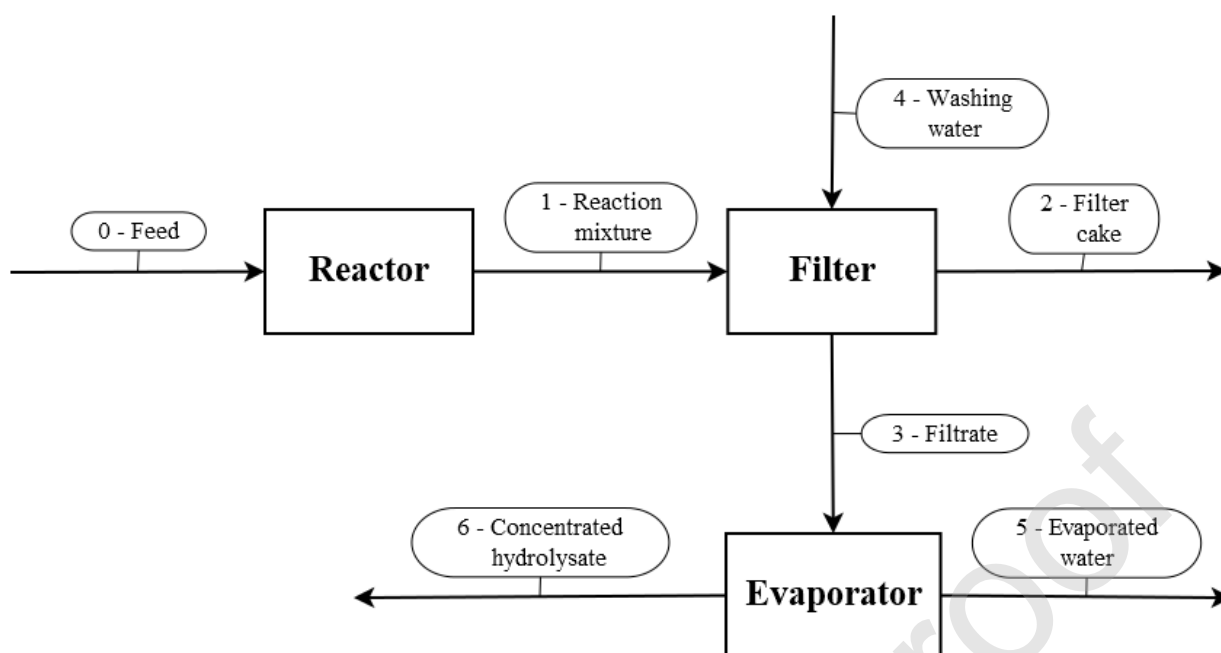 4 - Washing
water
0 - Feed
1 - Reaction
mixture
2 - Filter
cake
Reactor
Filter
3 - Filtrate
6 - Concentrated
hydrolysate
5 - Evaporated
water
Evaporator
roof